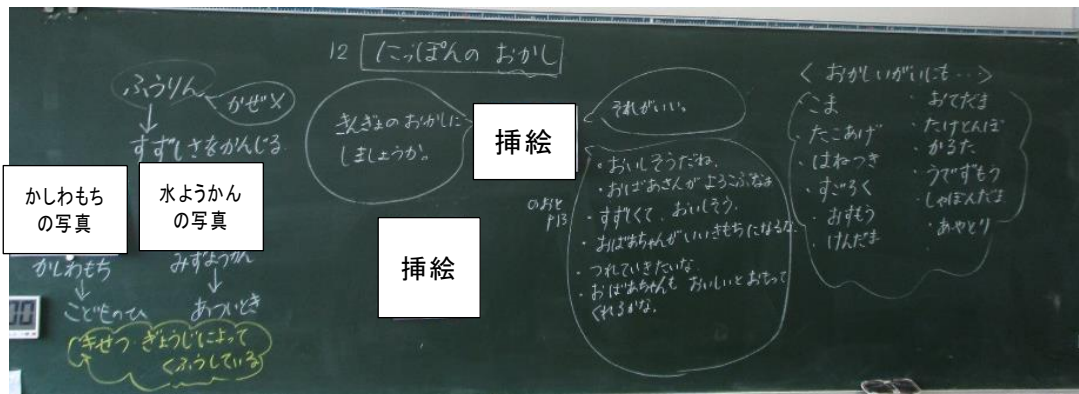 12 にっぽんの おかし
ふうりん
かぜ×
すずしさをかんじる
かしわもち
の写真
水ようかん
の写真
かしわもち
みずようかん
こどものひ
あついとき
きせつ・ぎょうじによって
くふうしている
きんぎょの おかしに
しましょうか。
挿絵
挿絵
それがいい。
のおと
P13
・おいしそうだね。
・おばあさんが よろこぶかな
・すずしくて、おいしそう。
・おばあちゃんがいいきもちになるな。
・つれていきたいな
・おばあちゃんも おいしいとおもって
くれるかな。
＜おかしいがいにも…＞
・こま
・たこあげ
・はねつき
・すごろく
・おすもう
・けんだま
・おてだま
・たけとんぼ
・かるた
・うでずもう
・しゃぼんだま
・あやとり